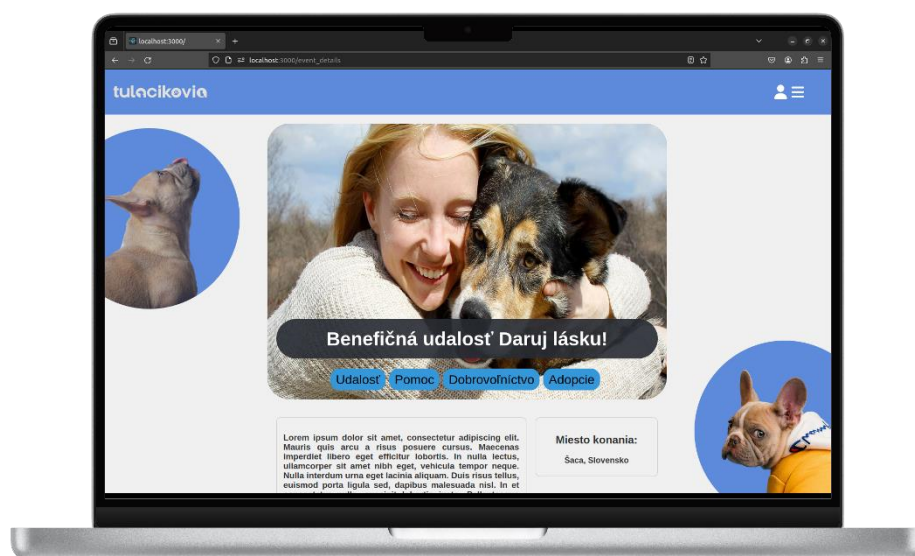 localhost:3000/
localhost:3000/event_details
tulacikovia
Benefičná udalosť Daruj lásku!
Udalosť Pomoc Dobrovoľníctvo Adopcie
Lorem ipsum dolor sit amet, consectetur adipiscing elit.
Mauris quis arcu a risus posuere cursus. Maecenas
imperdiet libero eget efficitur lobortis. In nulla lectus,
ullamcorper sit amet nibh eget, vehicula tempor neque.
Nulla interdum urna eget lacinia aliquam. Duis risus tellus,
euismod porta ligula sed, dapibus malesuada nisl. In et
Miesto konania:
Šaca, Slovensko